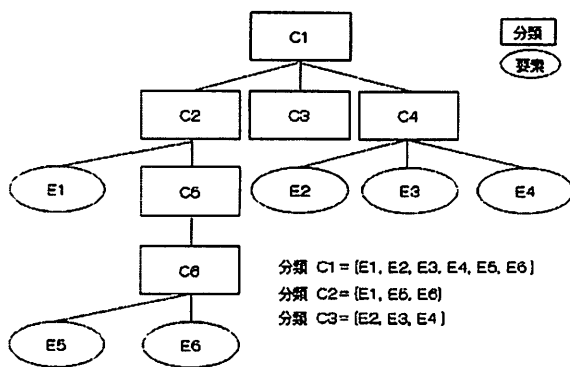 C1
分類
要素
C2
C3
C4
E1
C5
E2
E3
E4
C6
分類 C1={E1, E2, E3, E4, E5, E6}
分類 C2={E1, E5, E6}
分類 C3={E2, E3, E4}
E5
E6